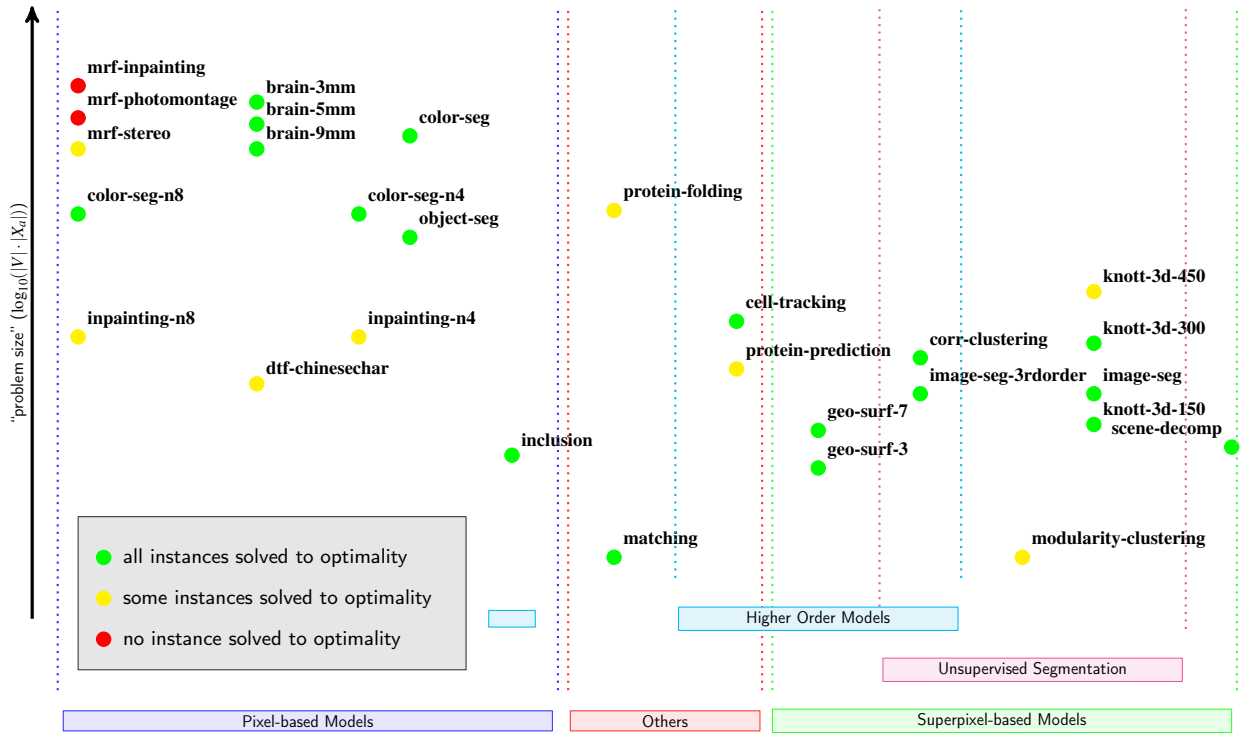 mrf-inpainting
mrf-photomontage
mrf-stereo
brain-3mm
brain-5mm
brain-9mm
color-seg
color-seg-n8
color-seg-n4
object-seg
protein-folding
inpainting-n8
inpainting-n4
dtf-chinesechar
inclusion
cell-tracking
protein-prediction
matching
geo-surf-7
geo-surf-3
corr-clustering
image-seg-3rdorder
knott-3d-450
knott-3d-300
image-seg
knott-3d-150
scene-decomp
modularity-clustering
“problem size” (log₁₀(|V| · |Xₐ|))
all instances solved to optimality
some instances solved to optimality
no instance solved to optimality
Higher Order Models
Unsupervised Segmentation
Pixel-based Models
Others
Superpixel-based Models